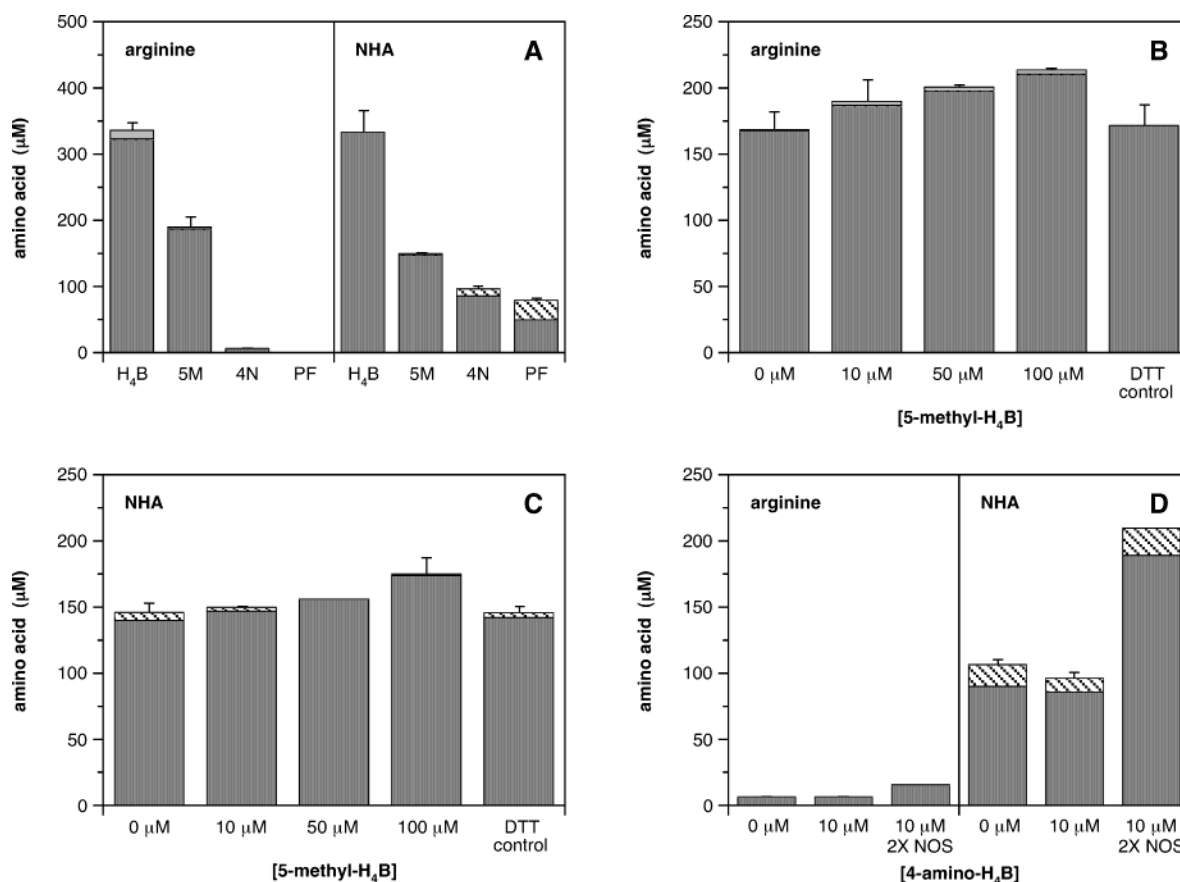 500
400
300
200
100
0
amino acid (μM)
arginine
NHA
A
H₄B 5M 4N PF H₄B 5M 4N PF
250
200
150
100
50
0
amino acid (μM)
arginine
B
0 μM 10 μM 50 μM 100 μM DTT
control
[5-methyl-H₄B]
250
200
150
100
50
0
amino acid (μM)
NHA
C
0 μM 10 μM 50 μM 100 μM DTT
control
[5-methyl-H₄B]
250
200
150
100
50
0
amino acid (μM)
arginine
NHA
D
0 μM 10 μM 10 μM 0 μM 10 μM 10 μM
2X NOS 2X NOS
[4-amino-H₄B]